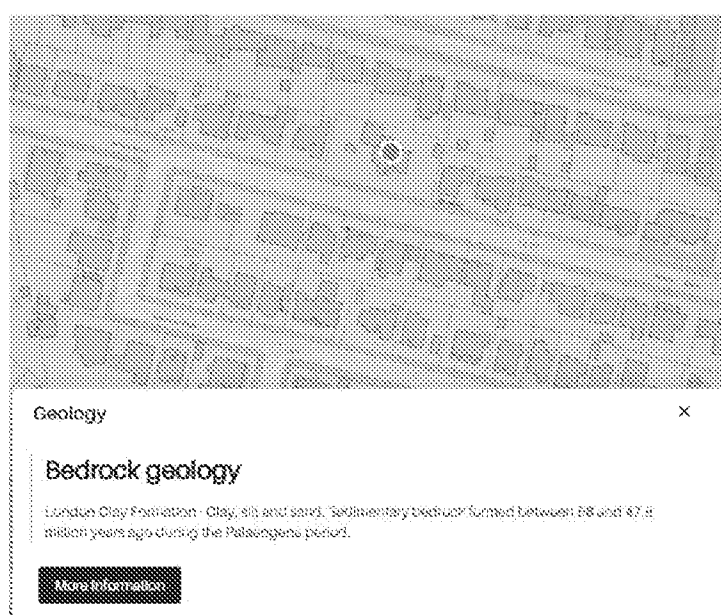 Geology
Bedrock geology
London Clay Formation - Clay, silt and sand. Sedimentary bedrock formed between 56 and 47.8
million years ago during the Palaeogene period.
More Information